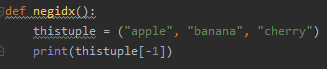 def negidx():
    thistuple = ("apple", "banana", "cherry")
    print(thistuple[-1])